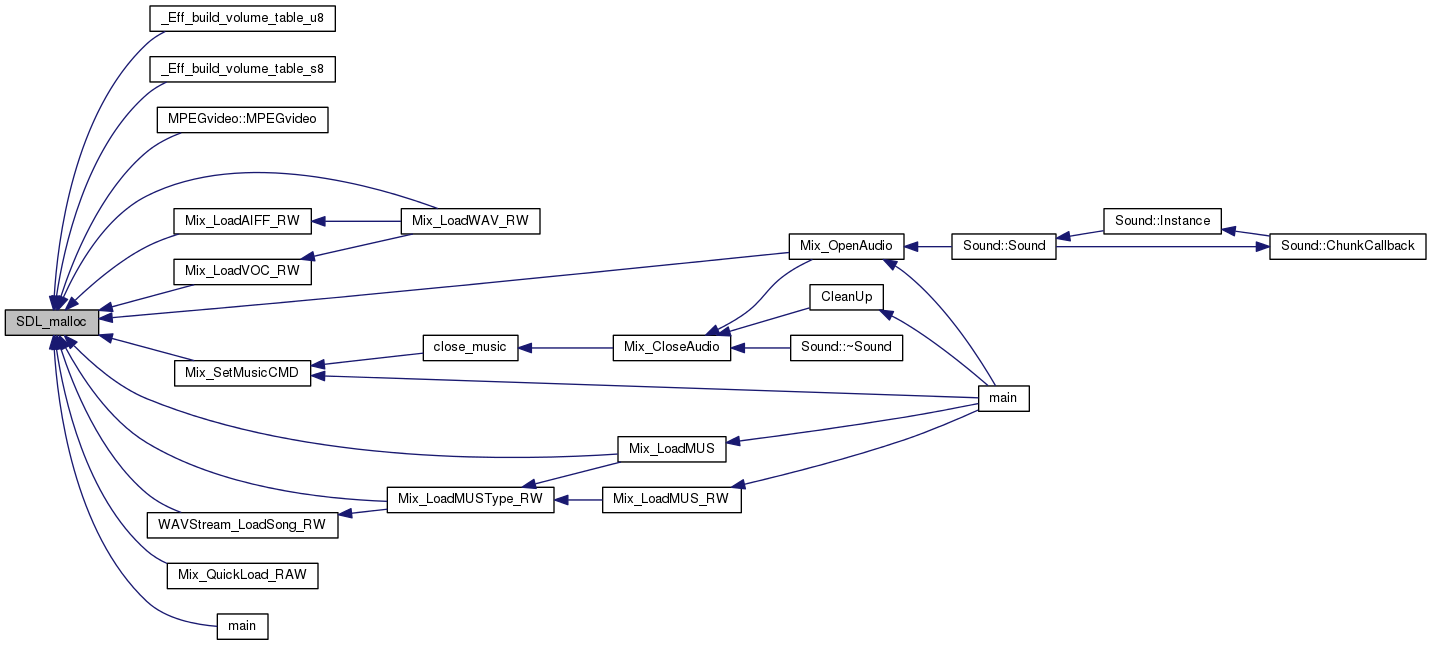 _Eff_build_volume_table_u8
_Eff_build_volume_table_s8
MPEGvideo::MPEGvideo
Mix_LoadAIFF_RW
Mix_LoadWAV_RW
Sound::Instance
Mix_OpenAudio
Sound::Sound
Sound::ChunkCallback
Mix_LoadVOC_RW
CleanUp
SDL_malloc
close_music
Mix_CloseAudio
Sound::~Sound
Mix_SetMusicCMD
main
Mix_LoadMUS
Mix_LoadMUSType_RW
Mix_LoadMUS_RW
WAVStream_LoadSong_RW
Mix_QuickLoad_RAW
main